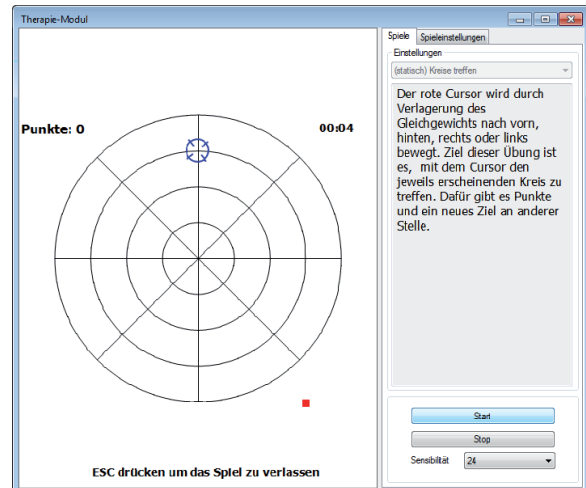 Therapie-Modul
Spiele Spieleinstellungen
Einstellungen
(statisch) Kreise treffen
Der rote Cursor wird durch
Verlagerung des
Gleichgewichts nach vorn,
hinten, rechts oder links
bewegt. Ziel dieser Übung ist
es, mit dem Cursor den
jeweils erscheinenden Kreis zu
treffen. Dafür gibt es Punkte
und ein neues Ziel an anderer
Stelle.
Punkte: 0
00:04
Start
Stop
Sensibilität 24
ESC drücken um das Spiel zu verlassen